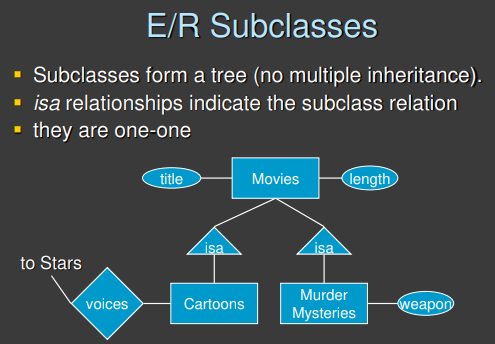 E/R Subclasses
Subclasses form a tree (no multiple inheritance).
isa relationships indicate the subclass relation
they are one-one
title
Movies
length
isa
isa
to Stars
voices
Cartoons
Murder
Mysteries
weapon